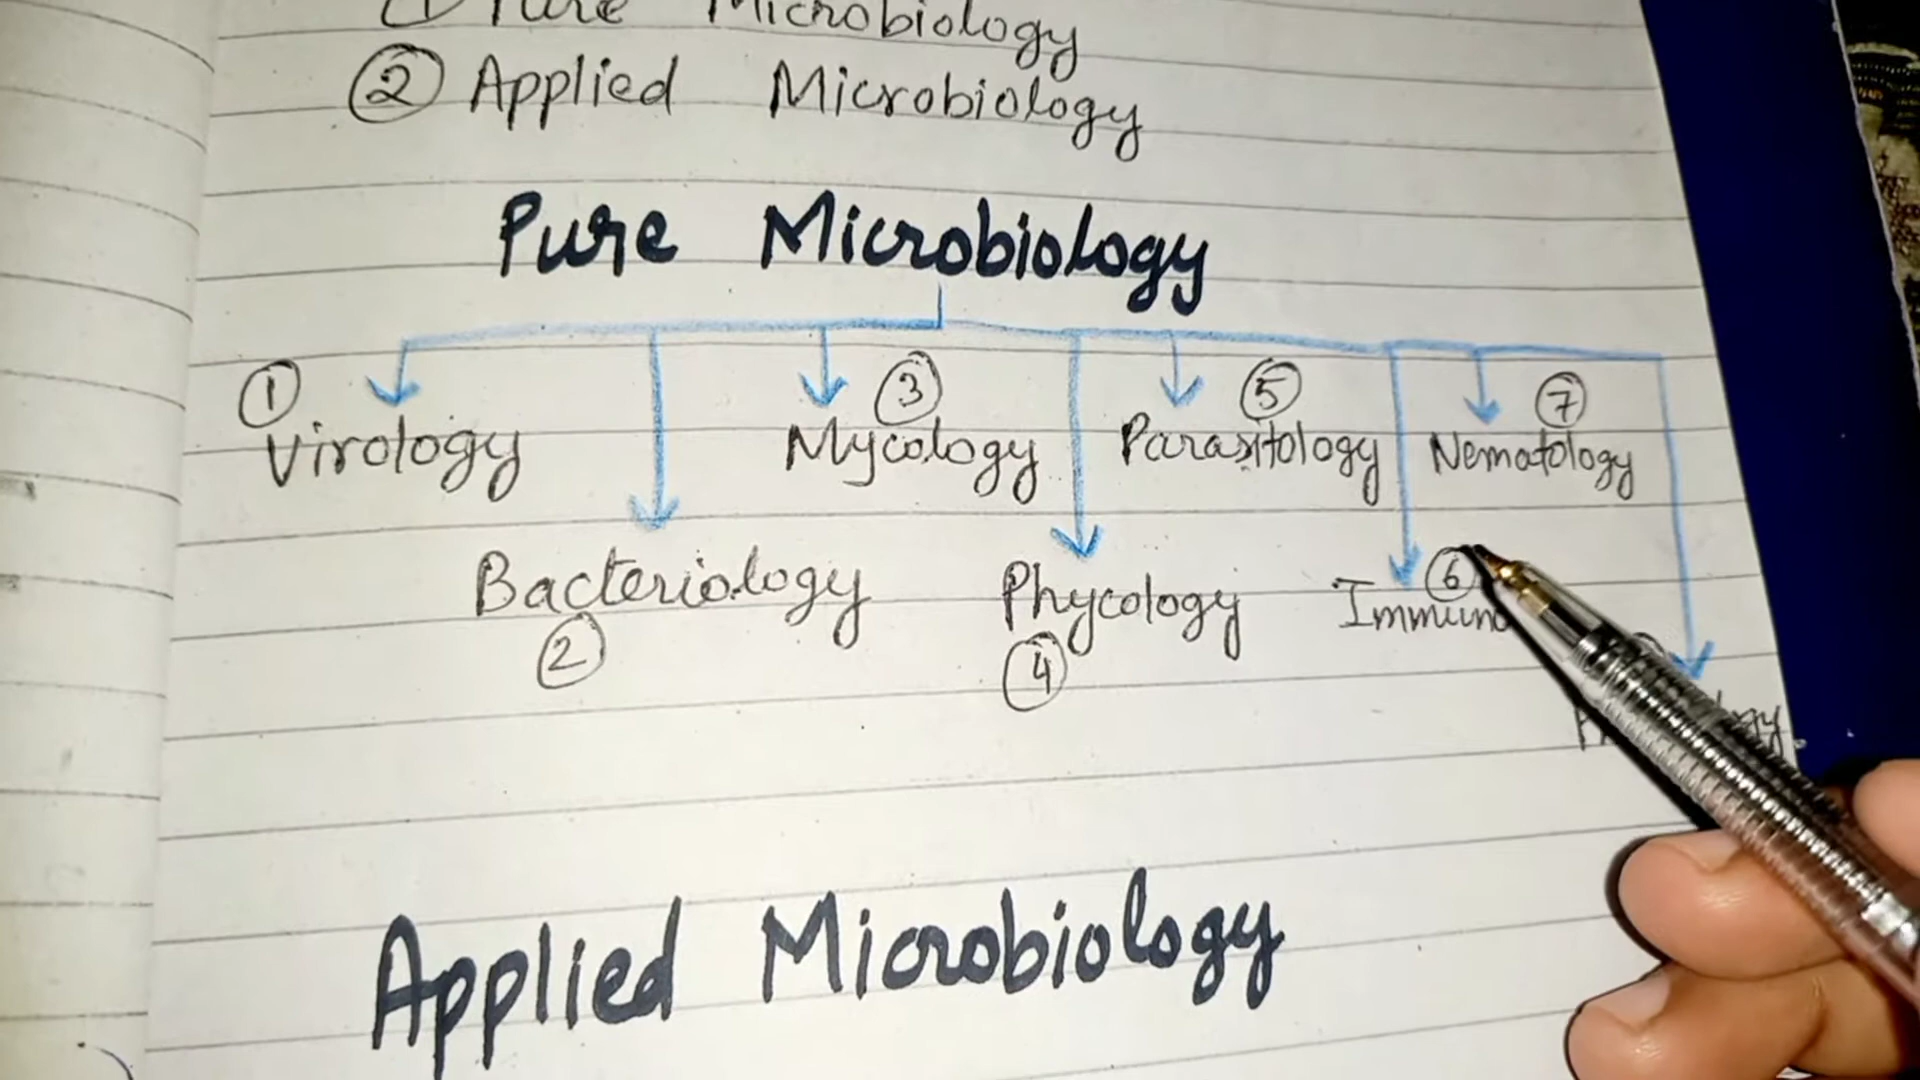 ① Pure Microbiology
② Applied Microbiology
Pure Microbiology
① ③ ⑤ ⑦
Virology Mycology Parasitology Nematology
⑥
Bacteriology Phycology
② ④
Applied Microbiology